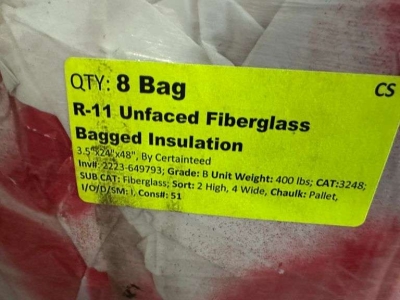 QTY: 8 Bag
CS
R-11 Unfaced Fiberglass
Bagged Insulation
3.5"x24"x48", By Certainteed
Inv#: 2223-649793; Grade: B Unit Weight: 400 lbs; CAT:3248;
SUB CAT: Fiberglass; Sort: 2 High, 4 Wide, Chaulk: Pallet,
I/O/D/SM: I, Cons#: 51